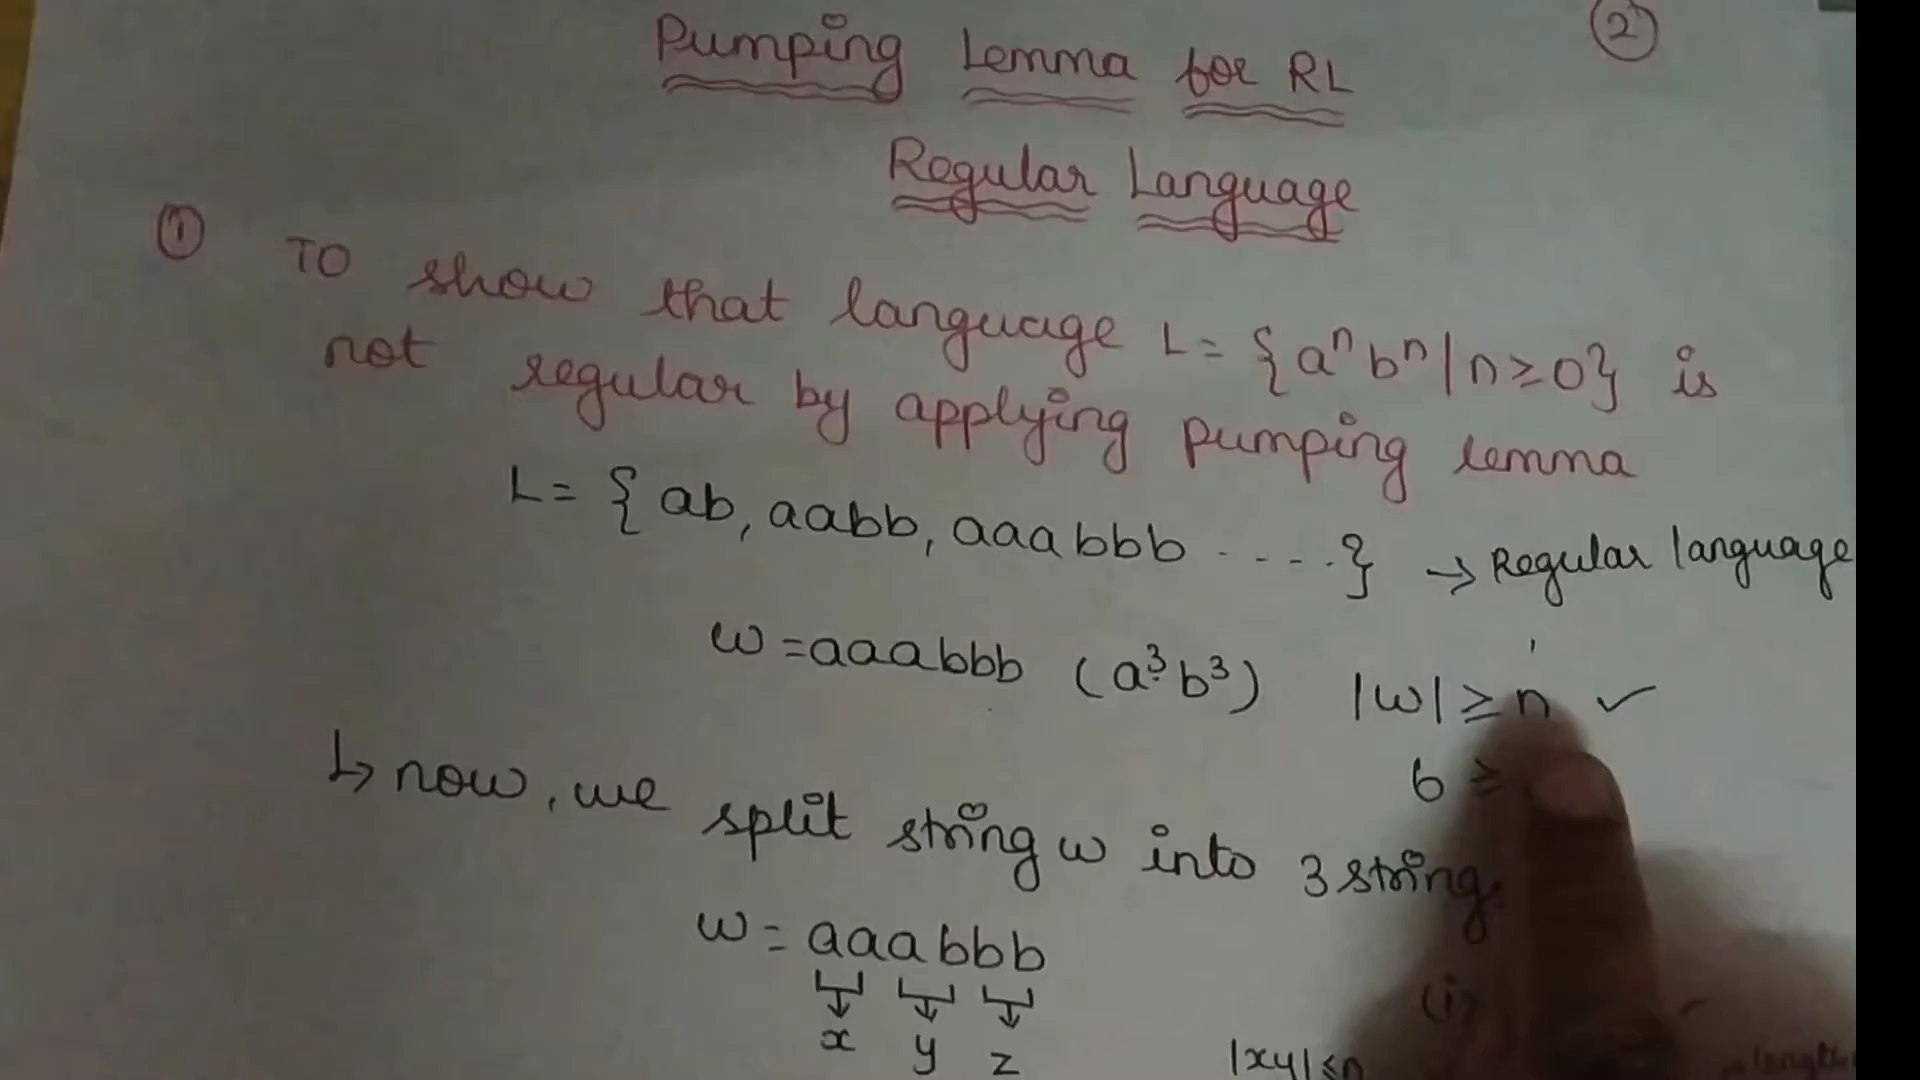 2
Pumping Lemma for RL
Regular Language
① TO show that language L = {aⁿbⁿ | n ≥ 0} is
not regular by applying pumping lemma
L = { ab, aabb, aaabbb ..... } → Regular language
w = aaabbb (a³b³) |w| ≥ n ✓
6 ≥
↳ now, we split string w into 3 string.
w = aaabbb
(i)
x y z
|xy| ≤ n
length